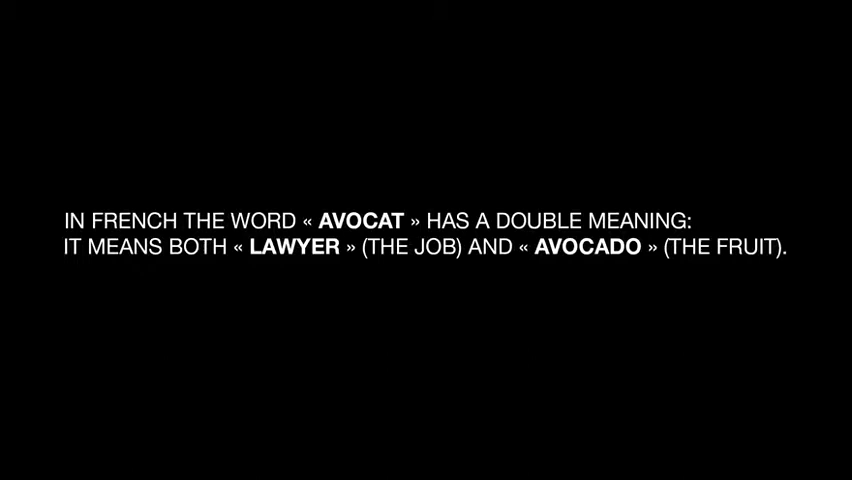 IN FRENCH THE WORD « AVOCAT » HAS A DOUBLE MEANING:
IT MEANS BOTH « LAWYER » (THE JOB) AND « AVOCADO » (THE FRUIT).